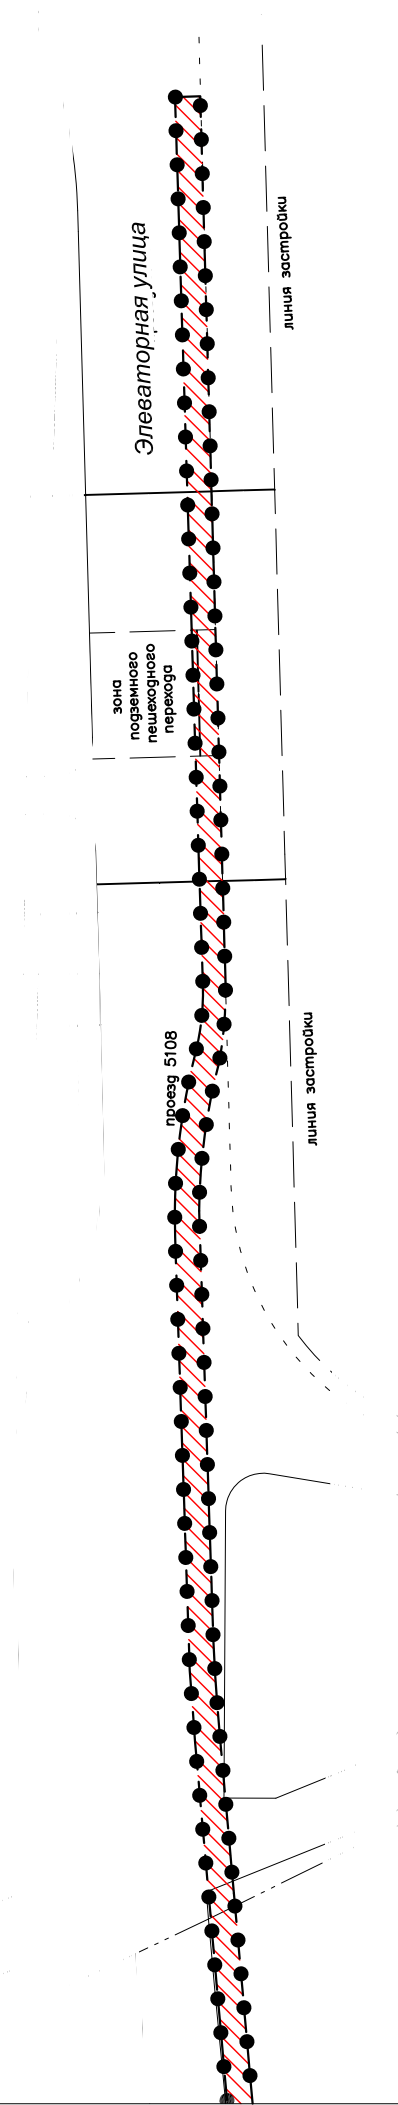 линия застройки
Элеваторная улица
зона
подземного
пешеходного
перехода
проезд 5108
линия застройки